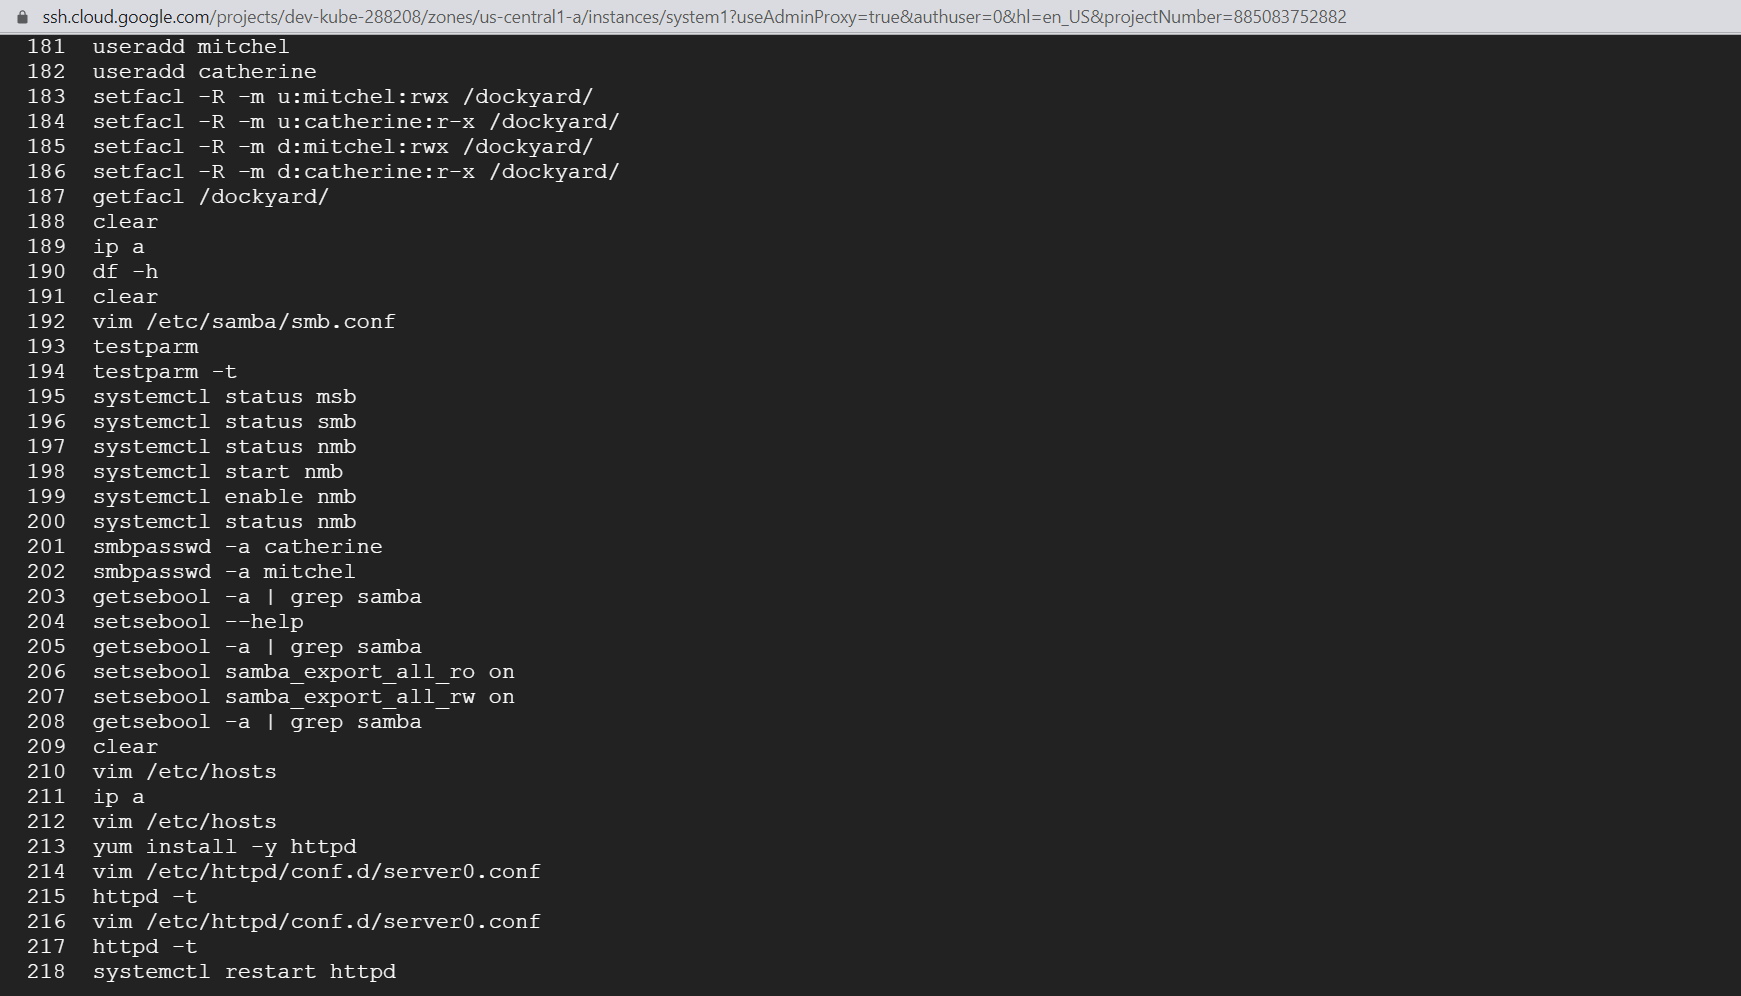 ssh.cloud.google.com/projects/dev-kube-288208/zones/us-central1-a/instances/system1?useAdminProxy=true&authuser=0&hl=en_US&projectNumber=885083752882
181 useradd mitchel
182 useradd catherine
183 setfacl -R -m u:mitchel:rwx /dockyard/
184 setfacl -R -m u:catherine:r-x /dockyard/
185 setfacl -R -m d:mitchel:rwx /dockyard/
186 setfacl -R -m d:catherine:r-x /dockyard/
187 getfacl /dockyard/
188 clear
189 ip a
190 df -h
191 clear
192 vim /etc/samba/smb.conf
193 testparm
194 testparm -t
195 systemctl status msb
196 systemctl status smb
197 systemctl status nmb
198 systemctl start nmb
199 systemctl enable nmb
200 systemctl status nmb
201 smbpasswd -a catherine
202 smbpasswd -a mitchel
203 getsebool -a | grep samba
204 setsebool --help
205 getsebool -a | grep samba
206 setsebool samba_export_all_ro on
207 setsebool samba_export_all_rw on
208 getsebool -a | grep samba
209 clear
210 vim /etc/hosts
211 ip a
212 vim /etc/hosts
213 yum install -y httpd
214 vim /etc/httpd/conf.d/server0.conf
215 httpd -t
216 vim /etc/httpd/conf.d/server0.conf
217 httpd -t
218 systemctl restart httpd